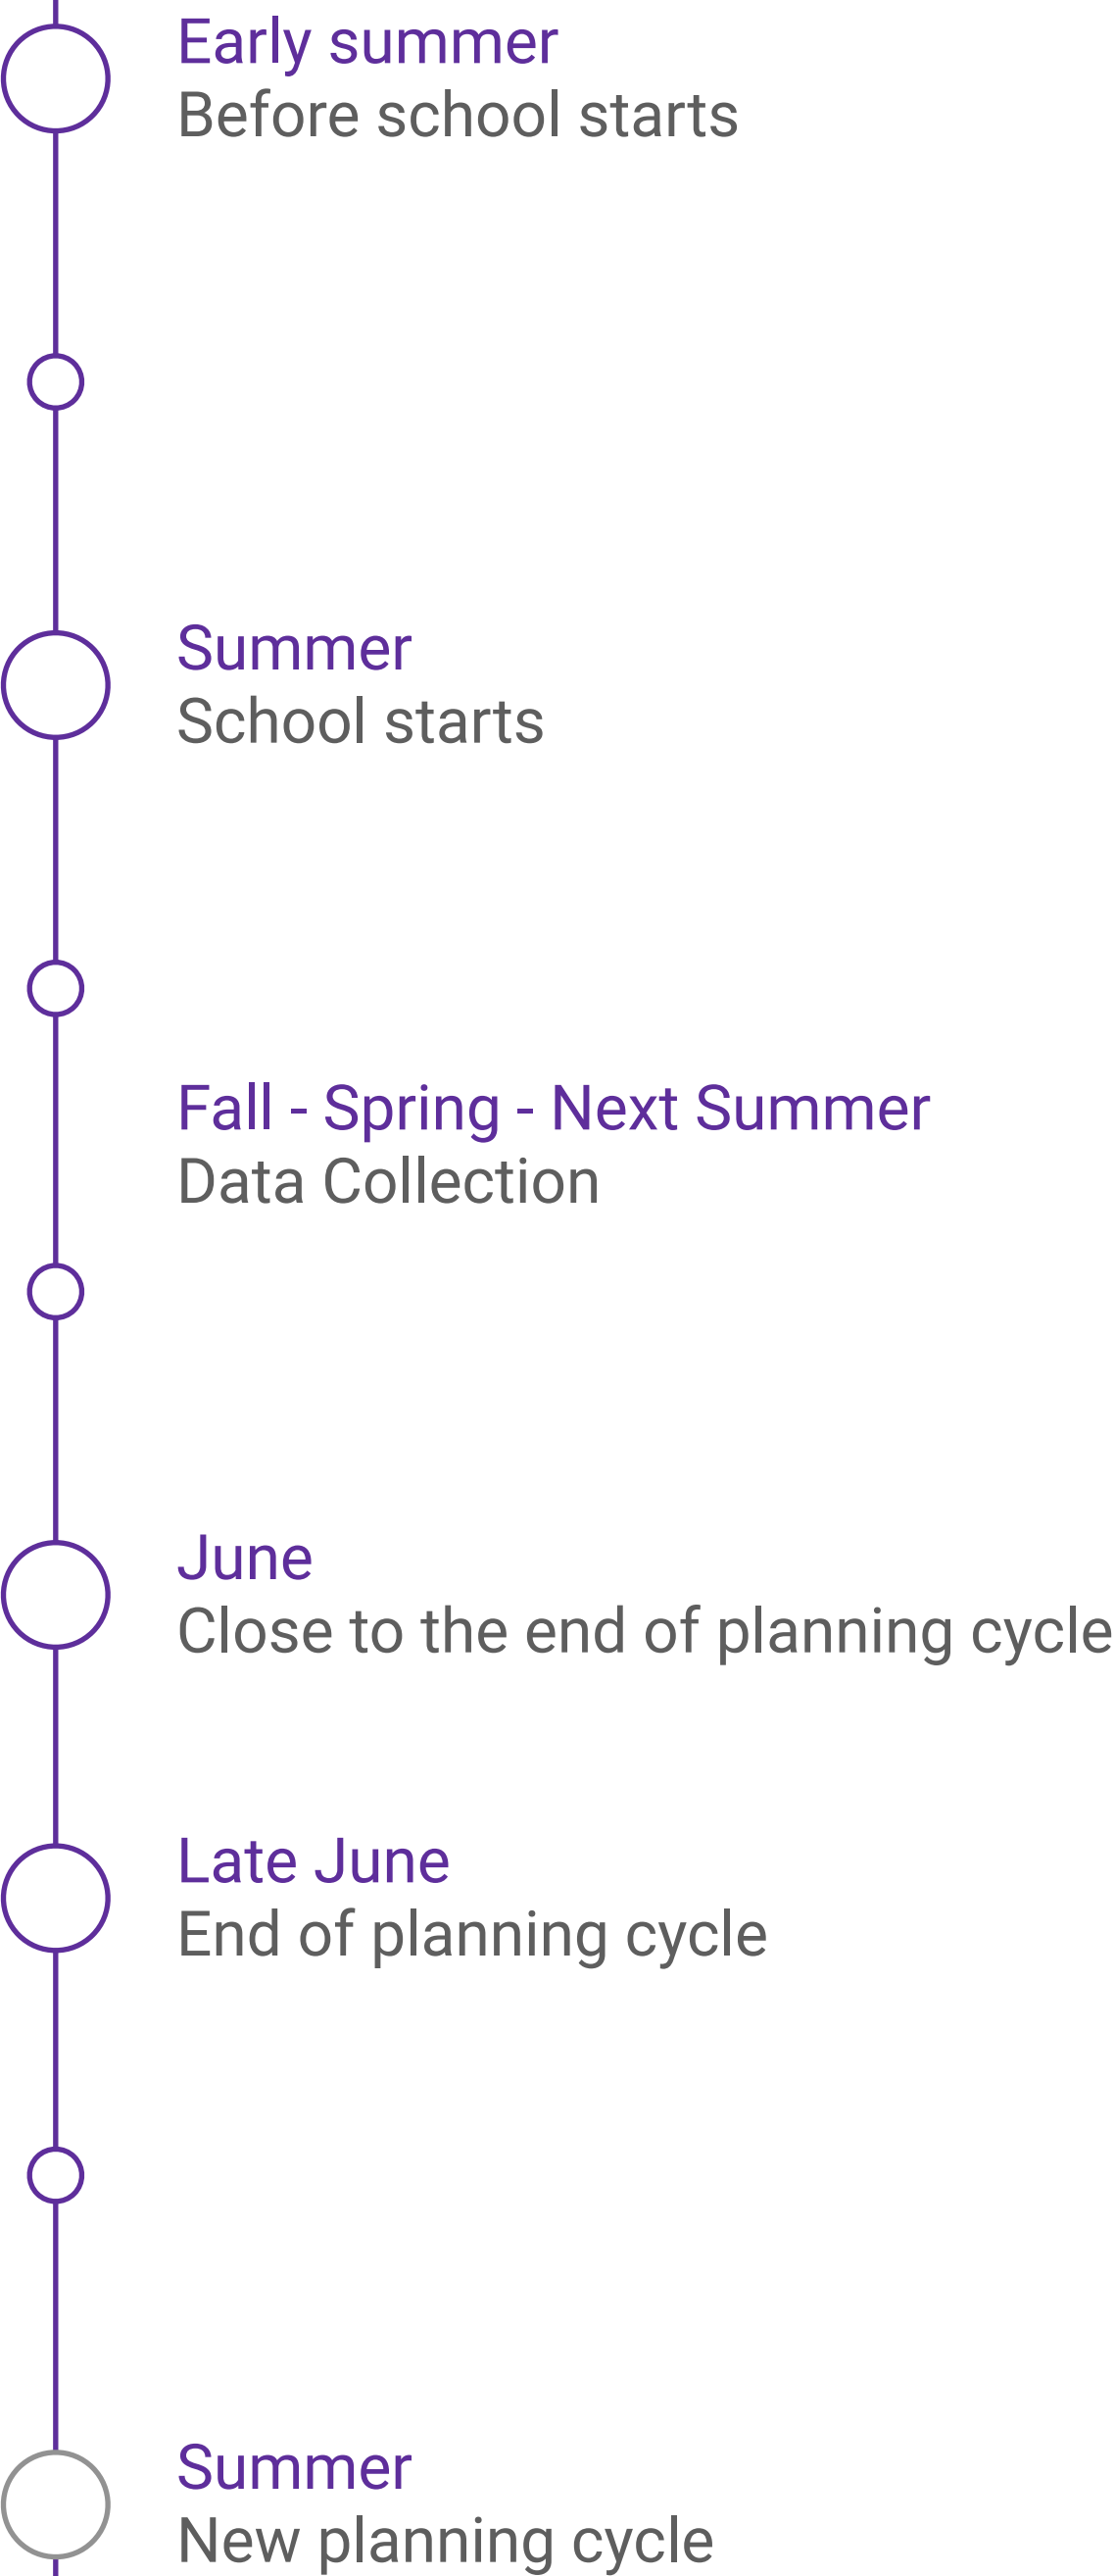 Early summer
Before school starts
Summer
School starts
Fall - Spring - Next Summer
Data Collection
June
Close to the end of planning cycle
Late June
End of planning cycle
Summer
New planning cycle